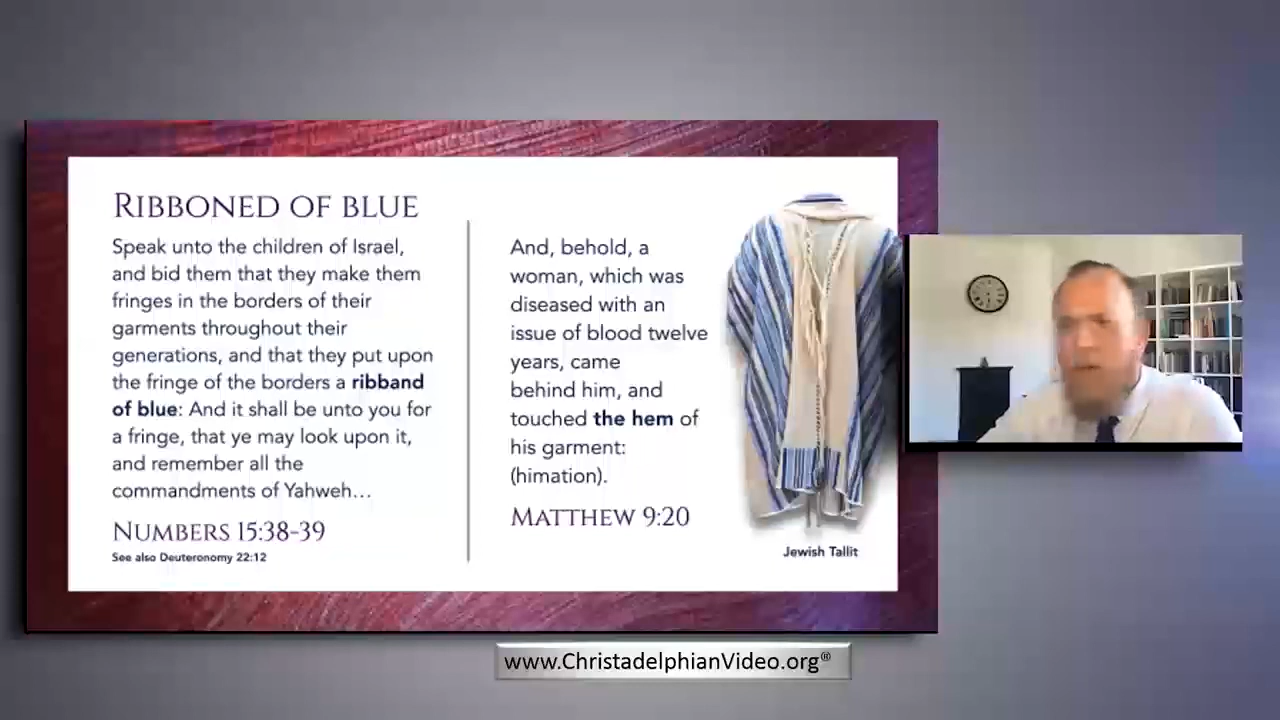 RIBBONED OF BLUE
Speak unto the children of Israel,
and bid them that they make them
fringes in the borders of their
garments throughout their
generations, and that they put upon
the fringe of the borders a ribband
of blue: And it shall be unto you for
a fringe, that ye may look upon it,
and remember all the
commandments of Yahweh...
NUMBERS 15:38-39
See also Deuteronomy 22:12
And, behold, a
woman, which was
diseased with an
issue of blood twelve
years, came
behind him, and
touched the hem of
his garment:
(himation).
MATTHEW 9:20
Jewish Tallit
www.ChristadelphianVideo.org®